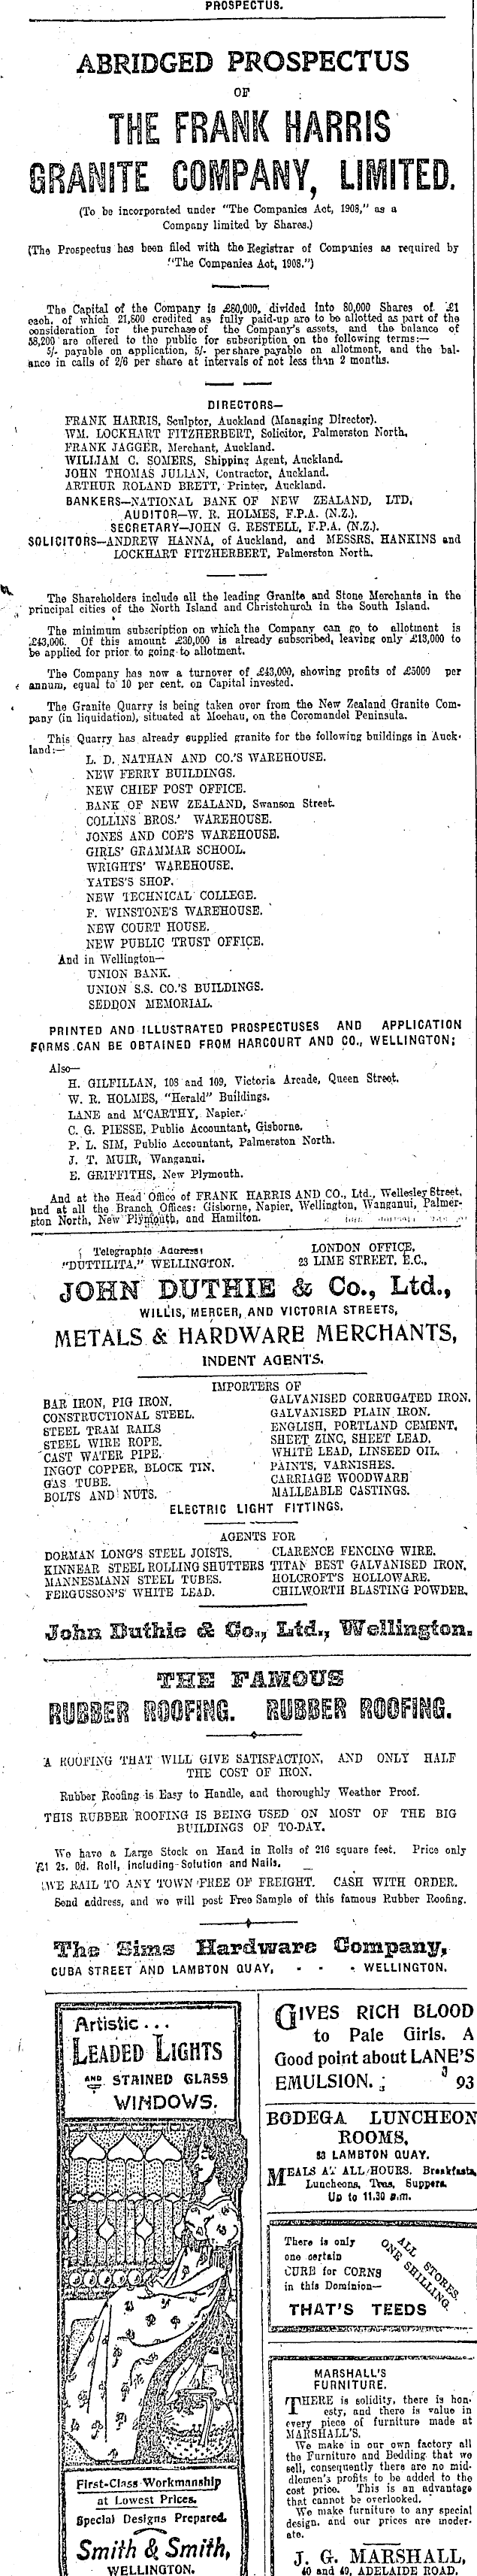 PROSPECTUS.
ABRIDGED PROSPECTUS
OF
THE FRANK HARRIS
GRANITE COMPANY, LIMITED.
(To be incorporated under "The Companies Act, 1908," as a
Company limited by Shares.)
(The Prospectus has been filed with the Registrar of Companies as required by
"The Companies Act, 1908.")
The Capital of the Company is £80,000, divided into 80,000 Shares of £1
each, of which 21,800 credited as fully paid-up are to be allotted as part of the
consideration for the purchase of the Company's assets, and the balance of
58,200 are offered to the public for subscription on the following terms:—
5/- payable on application, 5/- per share payable on allotment, and the bal-
ance in calls of 2/6 per share at intervals of not less than 2 months.
DIRECTORS—
FRANK HARRIS, Sculptor, Auckland (Managing Director).
WM. LOCKHART FITZHERBERT, Solicitor, Palmerston North.
FRANK JAGGER, Merchant, Auckland.
WILLIAM C. SOMERS, Shipping Agent, Auckland.
JOHN THOMAS JULIAN, Contractor, Auckland.
ARTHUR ROLAND BRETT, Printer, Auckland.
BANKERS—NATIONAL BANK OF NEW ZEALAND, LTD.
AUDITOR—W. R. HOLMES, F.P.A. (N.Z.).
SECRETARY—JOHN G. RESTELL, F.P.A. (N.Z.).
SOLICITORS—ANDREW HANNA, of Auckland, and MESSRS. HANKINS and
LOCKHART FITZHERBERT, Palmerston North.
The Shareholders include all the leading Granite and Stone Merchants in the
principal cities of the North Island and Christchurch in the South Island.
The minimum subscription on which the Company can go to allotment is
£43,006. Of this amount £30,000 is already subscribed, leaving only £13,000 to
be applied for prior to going to allotment.
The Company has now a turnover of £43,000, showing profits of £5000 per
annum, equal to 10 per cent. on Capital invested.
The Granite Quarry is being taken over from the New Zealand Granite Com-
pany (in liquidation), situated at Moehau, on the Coromandel Peninsula.
This Quarry has already supplied granite for the following buildings in Auck-
land:—
L. D. NATHAN AND CO.'S WAREHOUSE.
NEW FERRY BUILDINGS.
NEW CHIEF POST OFFICE.
BANK OF NEW ZEALAND, Swanson Street.
COLLINS BROS.' WAREHOUSE.
JONES AND COE'S WAREHOUSE.
GIRLS' GRAMMAR SCHOOL.
WRIGHTS' WAREHOUSE.
YATES'S SHOP.
NEW TECHNICAL COLLEGE.
F. WINSTONE'S WAREHOUSE.
NEW COURT HOUSE.
NEW PUBLIC TRUST OFFICE.
And in Wellington—
UNION BANK.
UNION S.S. CO.'S BUILDINGS.
SEDDON MEMORIAL.
PRINTED AND ILLUSTRATED PROSPECTUSES AND APPLICATION
FORMS CAN BE OBTAINED FROM HARCOURT AND CO., WELLINGTON;
Also—
H. GILFILLAN, 108 and 109, Victoria Arcade, Queen Street.
W. R. HOLMES, "Herald" Buildings.
LANE and M'CARTHY, Napier.
C. G. PIESSE, Public Accountant, Gisborne.
P. L. SIM, Public Accountant, Palmerston North.
J. T. MUIR, Wanganui.
E. GRIFFITHS, New Plymouth.
And at the Head Office of FRANK HARRIS AND CO., Ltd., Wellesley Street,
and at all the Branch Offices: Gisborne, Napier, Wellington, Wanganui, Palmer-
ston North, New Plymouth, and Hamilton.
Telegraphic Address: LONDON OFFICE,
"DUTTILITA," WELLINGTON. 23 LIME STREET, E.C.,
JOHN DUTHIE & Co., Ltd.,
WILLIS, MERCER, AND VICTORIA STREETS,
METALS & HARDWARE MERCHANTS,
INDENT AGENTS.
IMPORTERS OF
BAR IRON, PIG IRON. GALVANISED CORRUGATED IRON.
CONSTRUCTIONAL STEEL. GALVANISED PLAIN IRON.
STEEL TRAM RAILS ENGLISH, PORTLAND CEMENT.
STEEL WIRE ROPE. SHEET ZINC, SHEET LEAD.
CAST WATER PIPE. WHITE LEAD, LINSEED OIL.
INGOT COPPER, BLOCK TIN. PAINTS, VARNISHES.
GAS TUBE. CARRIAGE WOODWARE
BOLTS AND NUTS. MALLEABLE CASTINGS.
ELECTRIC LIGHT FITTINGS.
AGENTS FOR
DORMAN LONG'S STEEL JOISTS. CLARENCE FENCING WIRE.
KINNEAR STEEL ROLLING SHUTTERS TITAN BEST GALVANISED IRON.
MANNESMANN STEEL TUBES. HOLCROFT'S HOLLOWARE.
FERGUSSON'S WHITE LEAD. CHILWORTH BLASTING POWDER.
John Duthie & Co., Ltd., Wellington.
THE FAMOUS
RUBBER ROOFING. RUBBER ROOFING.
A ROOFING THAT WILL GIVE SATISFACTION, AND ONLY HALF
THE COST OF IRON.
Rubber Roofing is Easy to Handle, and thoroughly Weather Proof.
THIS RUBBER ROOFING IS BEING USED ON MOST OF THE BIG
BUILDINGS OF TO-DAY.
We have a Large Stock on Hand in Rolls of 216 square feet. Price only
£1 2s. 0d. Roll, including Solution and Nails.
WE RAIL TO ANY TOWN FREE OF FREIGHT. CASH WITH ORDER.
Send address, and we will post Free Sample of this famous Rubber Roofing.
The Sims Hardware Company,
CUBA STREET AND LAMBTON QUAY, - - - WELLINGTON.
Artistic . . .
LEADED LIGHTS
AND STAINED GLASS
WINDOWS.
First-Class Workmanship
at Lowest Prices.
Special Designs Prepared.
Smith & Smith,
WELLINGTON.
GIVES RICH BLOOD
to Pale Girls. A
Good point about LANE'S
EMULSION. 93
BODEGA LUNCHEON
ROOMS,
53 LAMBTON QUAY.
MEALS AT ALL HOURS. Breakfasts,
Luncheons, Teas, Suppers.
Up to 11.30 p.m.
There is only
one certain
CURE for CORNS
in this Dominion—
THAT'S TEEDS
ALL STORES.
ONE SHILLING.
MARSHALL'S
FURNITURE.
THERE is solidity, there is hon-
esty, and there is value in
every piece of furniture made at
MARSHALL'S.
We make in our own factory all
the Furniture and Bedding that we
sell, consequently there are no mid-
dlemen's profits to be added to the
cost price. This is an advantage
that cannot be overlooked.
We make furniture to any special
design, and our prices are moder-
ate.
J. G. MARSHALL,
40 and 49, ADELAIDE ROAD.